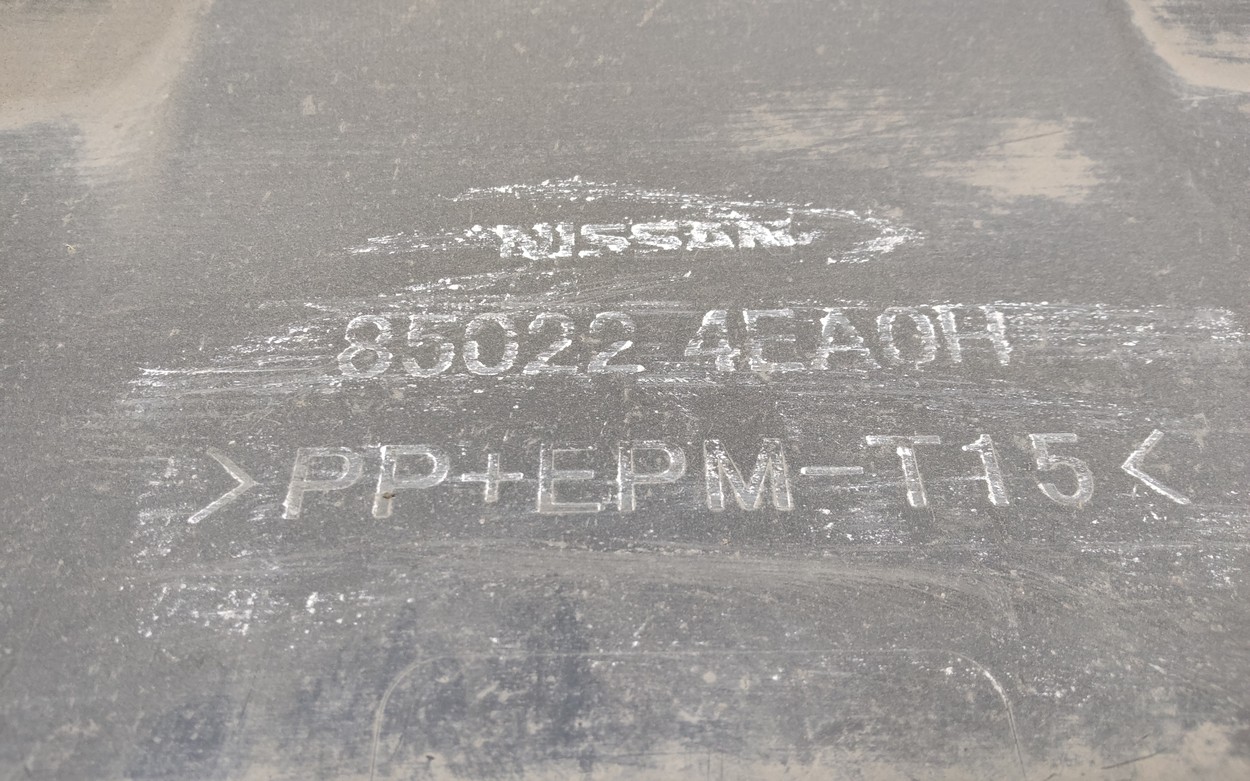 NISSAN
85022 4EA0H
>PP+EPM-T15<